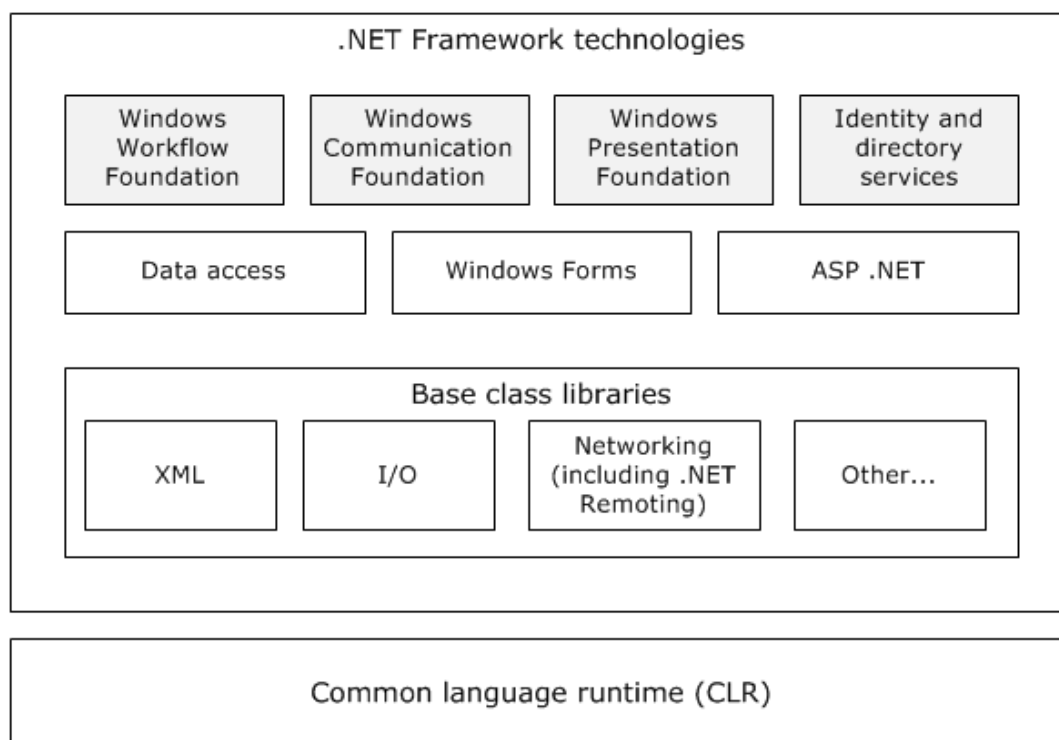 .NET Framework technologies
Windows
Workflow
Foundation
Windows
Communication
Foundation
Windows
Presentation
Foundation
Identity and
directory
services
Data access
Windows Forms
ASP .NET
Base class libraries
XML
I/O
Networking
(including .NET
Remoting)
Other...
Common language runtime (CLR)